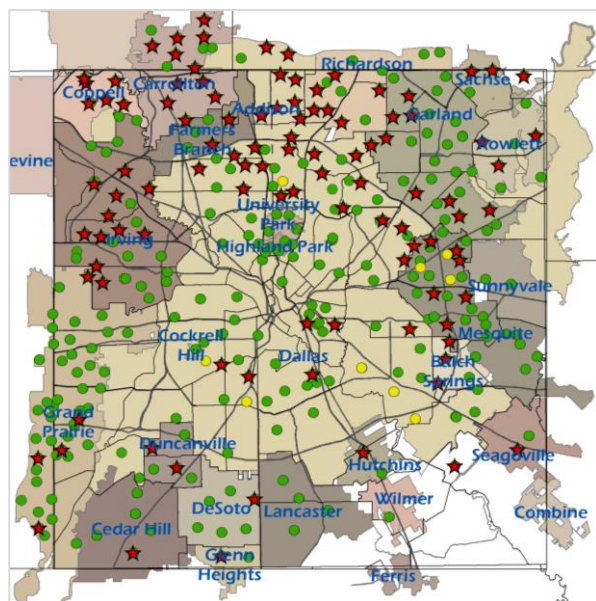 Richardson
Sachse
Coppell
Carrollton
Addison
Garland
Farmers
Branch
Rowlett
evine
University
Park
Irving
Highland Park
Sunnyvale
Cockrell
Hill
Dallas
Mesquite
Balch
Springs
Grand
Prairie
Duncanville
Hutchins
Seagoville
DeSoto
Lancaster
Wilmer
Combine
Cedar Hill
Glenn
Heights
Ferris